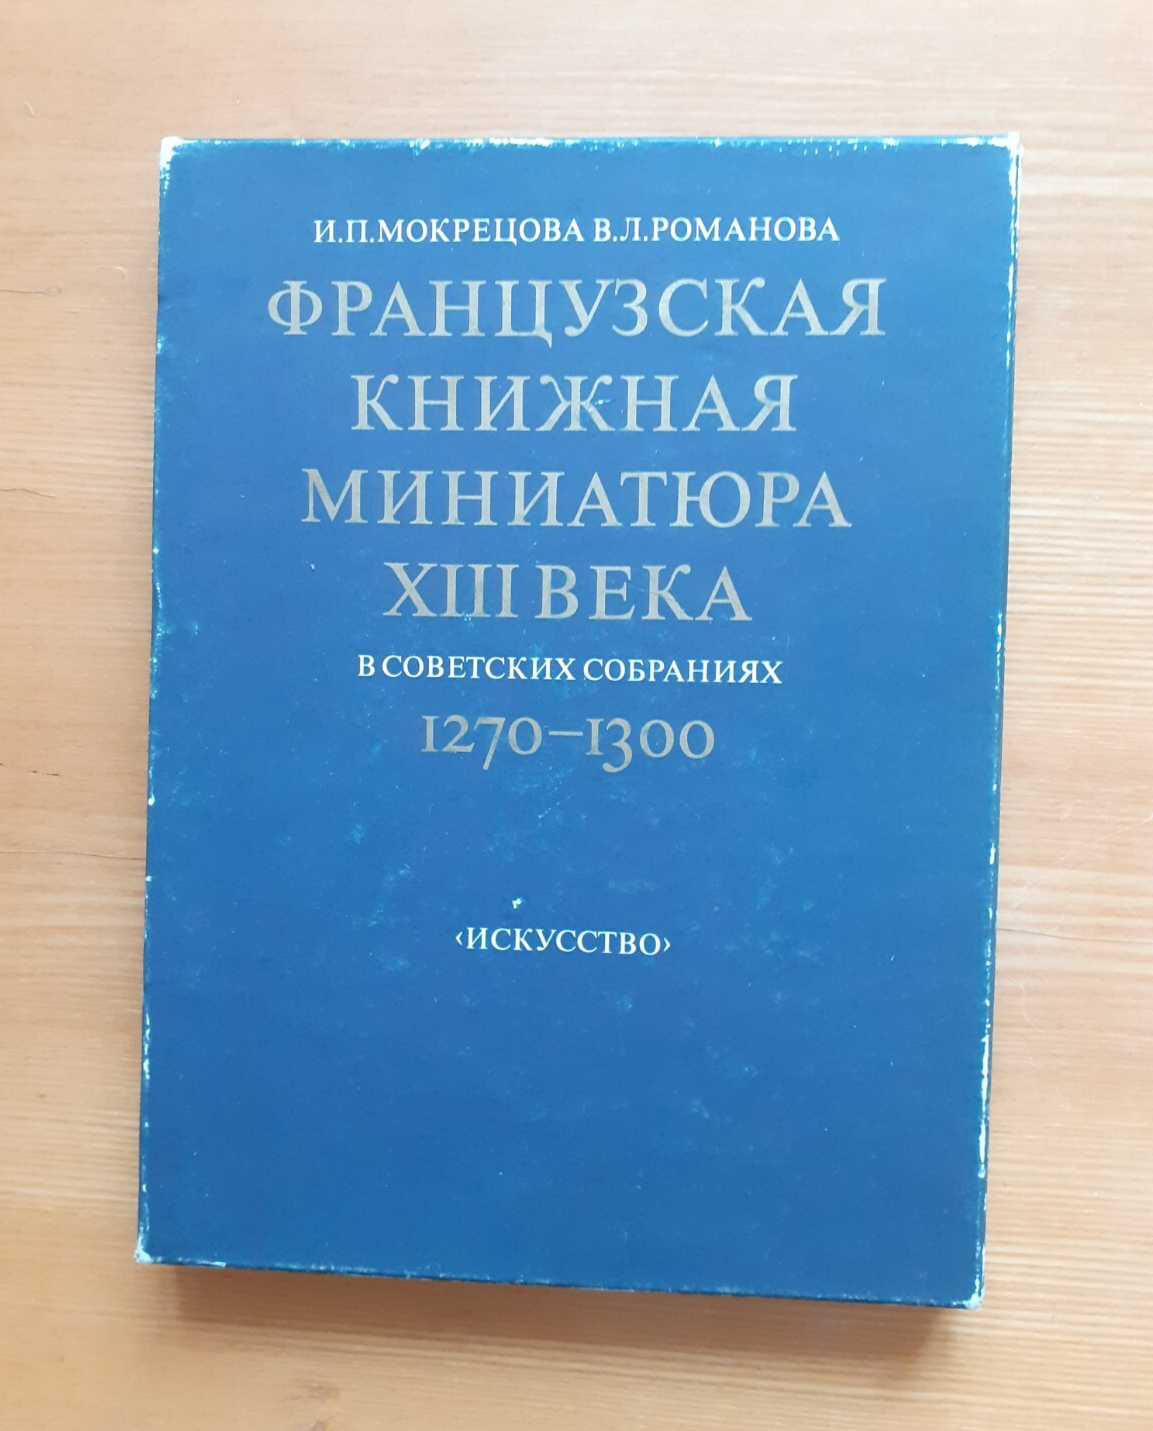 И.П.МОКРЕЦОВА В.Л.РОМАНОВА
ФРАНЦУЗСКАЯ
КНИЖНАЯ
МИНИАТЮРА
XIII ВЕКА
В СОВЕТСКИХ СОБРАНИЯХ
1270–1300
‹ИСКУССТВО›